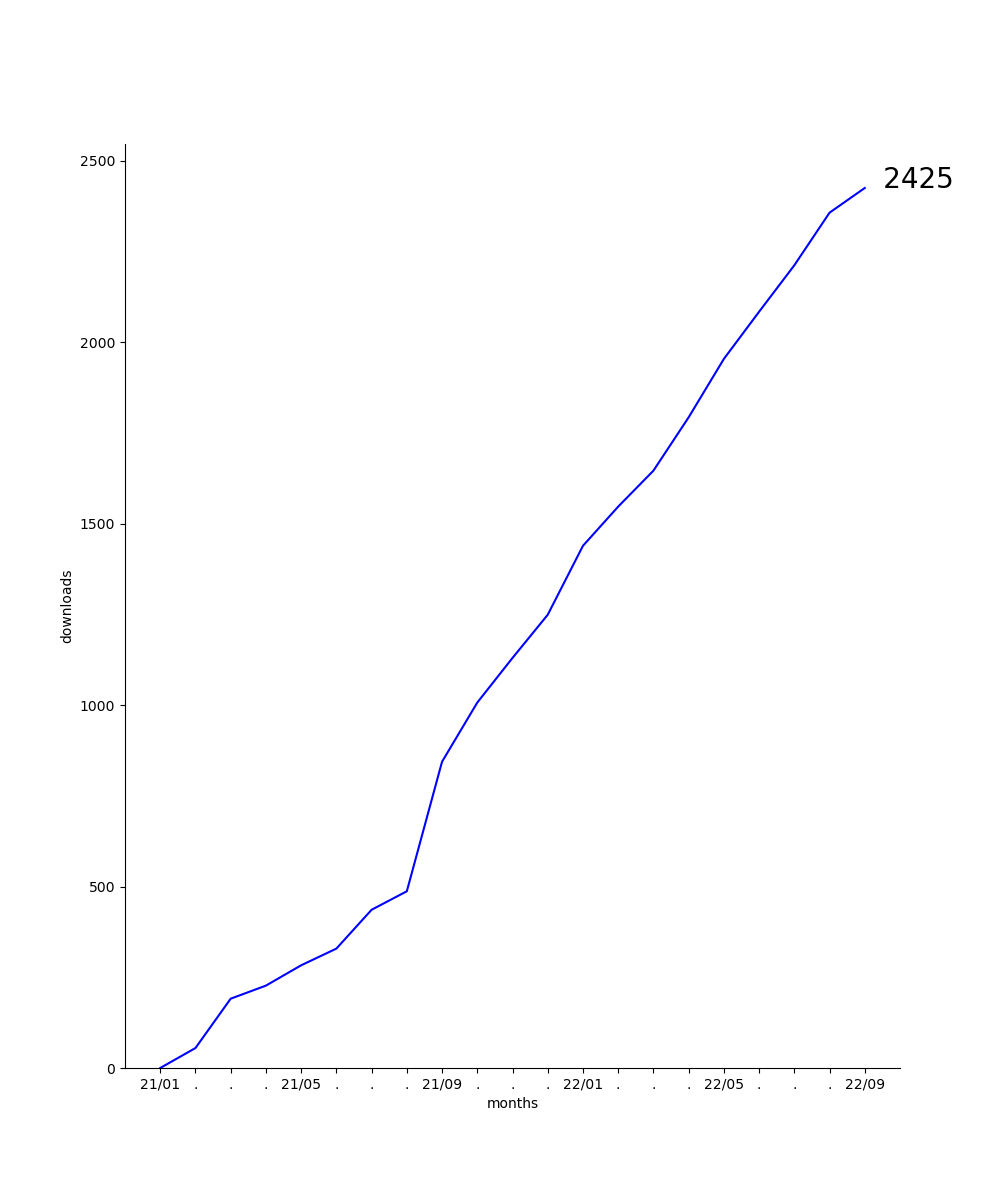 2425
2500
2000
1500
1000
500
0
downloads
21/01 . . . 21/05 . . . 21/09 . . . 22/01 . . . 22/05 . . . 22/09
months